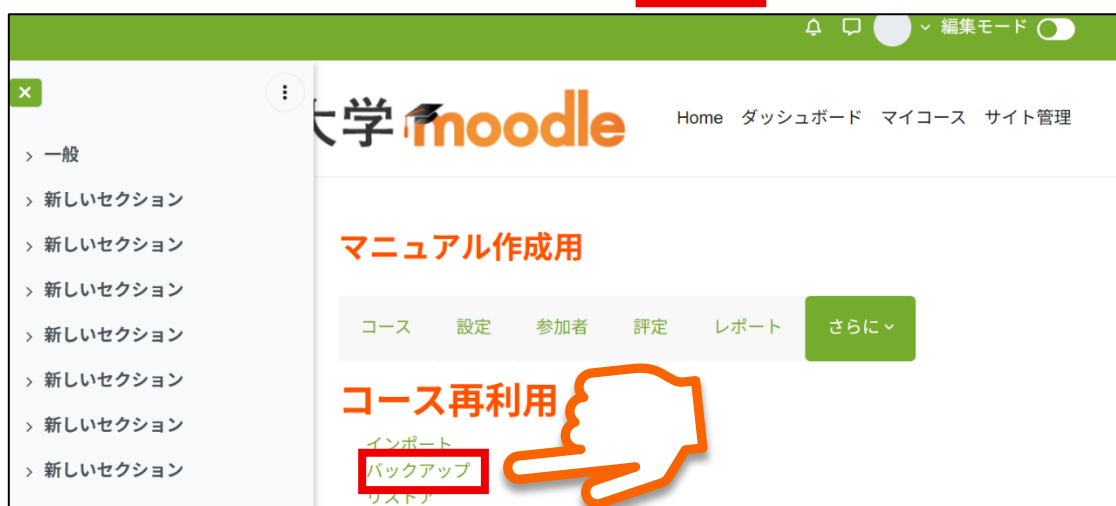 編集モード
大学 moodle
Home ダッシュボード マイコース サイト管理
一般
新しいセクション
新しいセクション
新しいセクション
新しいセクション
新しいセクション
新しいセクション
新しいセクション
マニュアル作成用
コース 設定 参加者 評定 レポート さらに
コース再利用
インポート
バックアップ
リストア